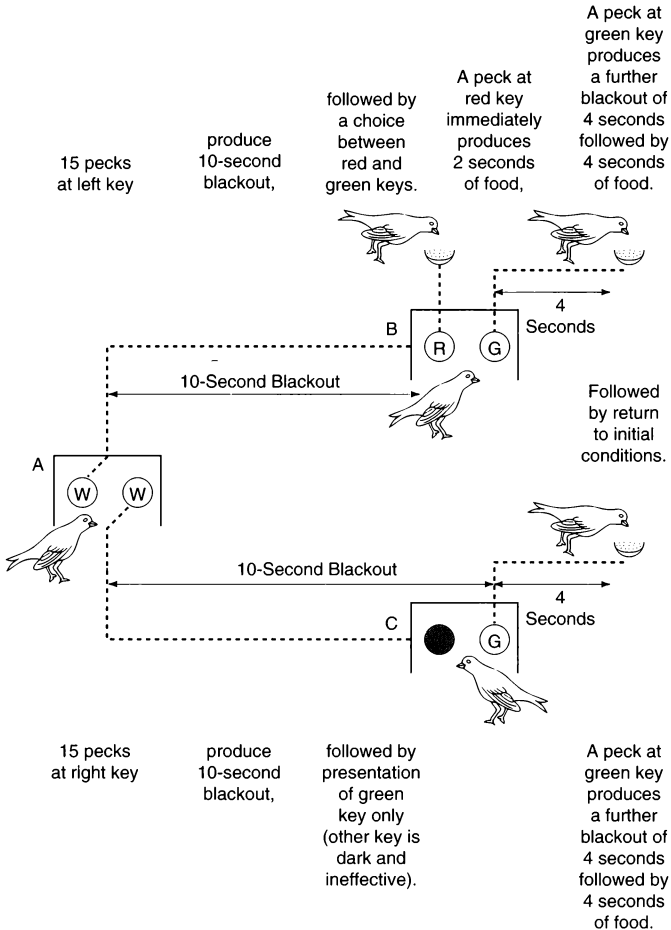 15 pecks
at left key
produce
10-second
blackout,
followed by
a choice
between
red and
green keys.
A peck at
red key
immediately
produces
2 seconds
of food,
A peck at
green key
produces
a further
blackout of
4 seconds
followed by
4 seconds
of food.
B
R
G
4
Seconds
10-Second Blackout
Followed
by return
to initial
conditions.
A
W
W
10-Second Blackout
4
Seconds
C
G
15 pecks
at right key
produce
10-second
blackout,
followed by
presentation
of green
key only
(other key is
dark and
ineffective).
A peck at
green key
produces
a further
blackout of
4 seconds
followed by
4 seconds
of food.